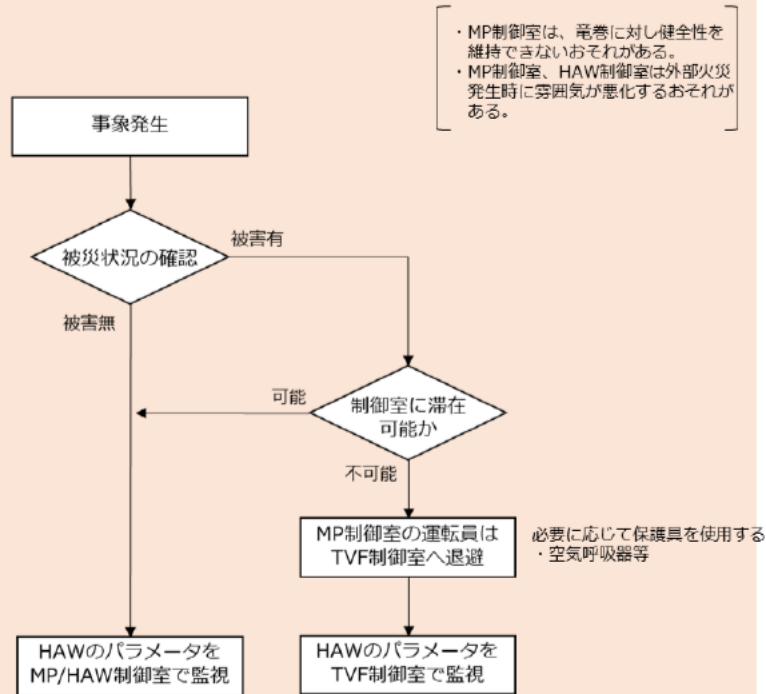 ・MP制御室は、竜巻に対し健全性を
維持できないおそれがある。
・MP制御室、HAW制御室は外部火災
発生時に雰囲気が悪化するおそれが
ある。
事象発生
被災状況の確認
被害有
被害無
制御室に滞在
可能か
可能
不可能
MP制御室の運転員は
TVF制御室へ退避
必要に応じて保護具を使用する
・空気呼吸器等
HAWのパラメータを
MP/HAW制御室で監視
HAWのパラメータを
TVF制御室で監視